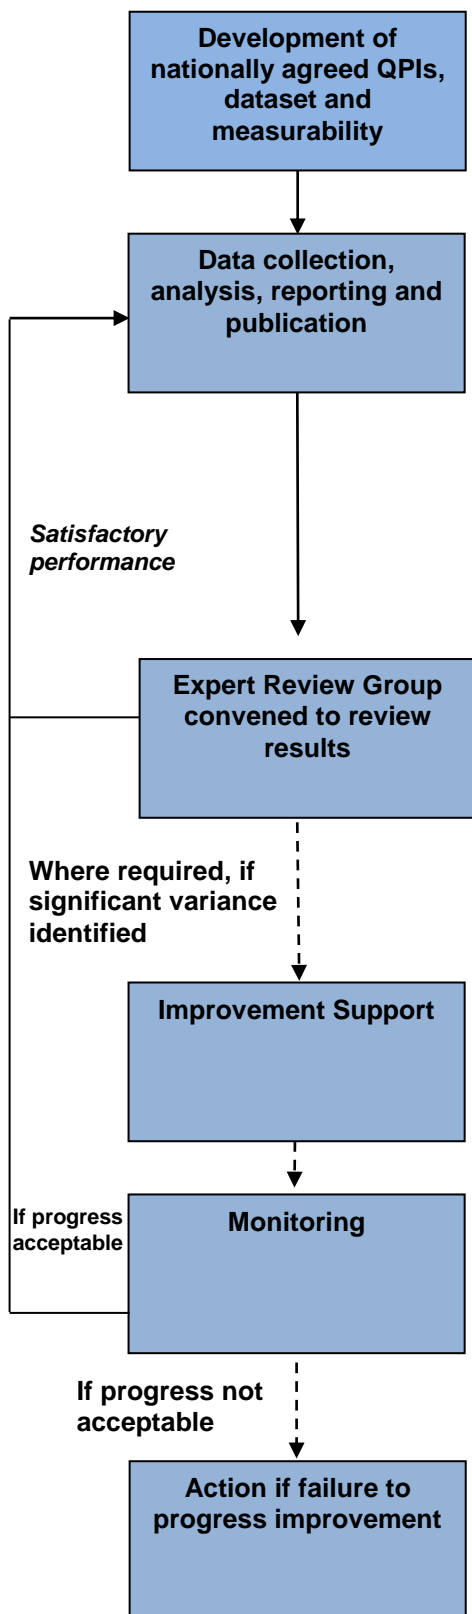 Development of
nationally agreed QPIs,
dataset and
measurability
Data collection,
analysis, reporting and
publication
Satisfactory
performance
Expert Review Group
convened to review
results
Where required, if
significant variance
identified
Improvement Support
If progress
acceptable
Monitoring
If progress not
acceptable
Action if failure to
progress improvement